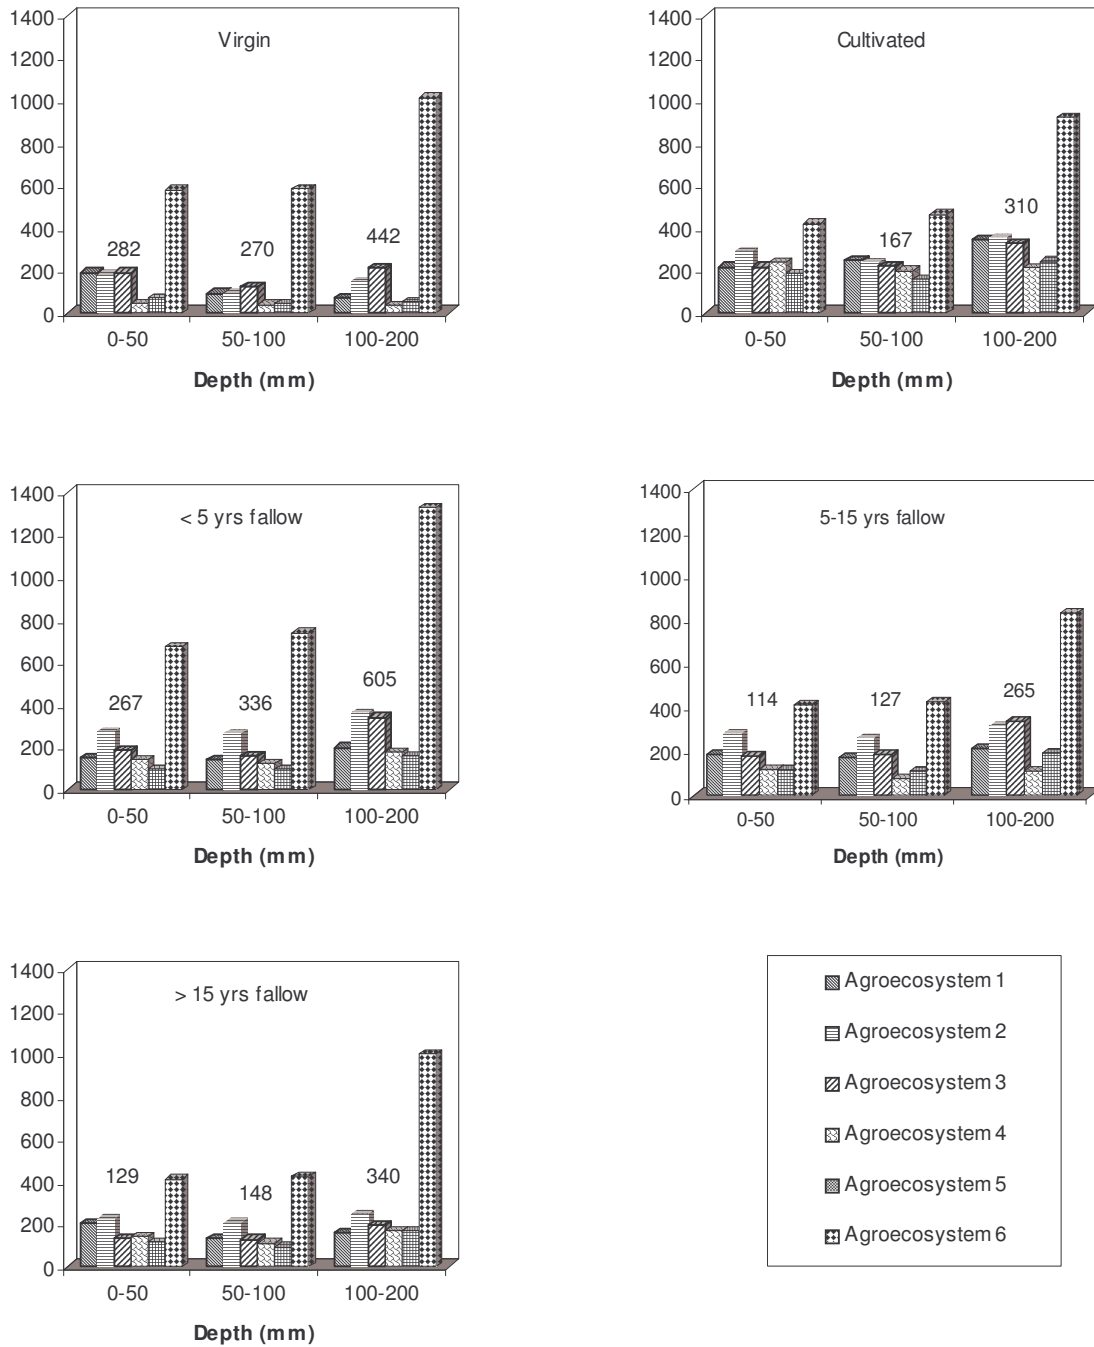 Virgin
1400
1200
1000
800
600
400
200
0
282
270
442
0-50 50-100 100-200
Depth (mm)
Cultivated
1400
1200
1000
800
600
400
200
0
167
310
0-50 50-100 100-200
Depth (mm)
< 5 yrs fallow
1400
1200
1000
800
600
400
200
0
267
336
605
0-50 50-100 100-200
Depth (mm)
5-15 yrs fallow
1400
1200
1000
800
600
400
200
0
114
127
265
0-50 50-100 100-200
Depth (mm)
> 15 yrs fallow
1400
1200
1000
800
600
400
200
0
129
148
340
0-50 50-100 100-200
Depth (mm)
Agroecosystem 1
Agroecosystem 2
Agroecosystem 3
Agroecosystem 4
Agroecosystem 5
Agroecosystem 6